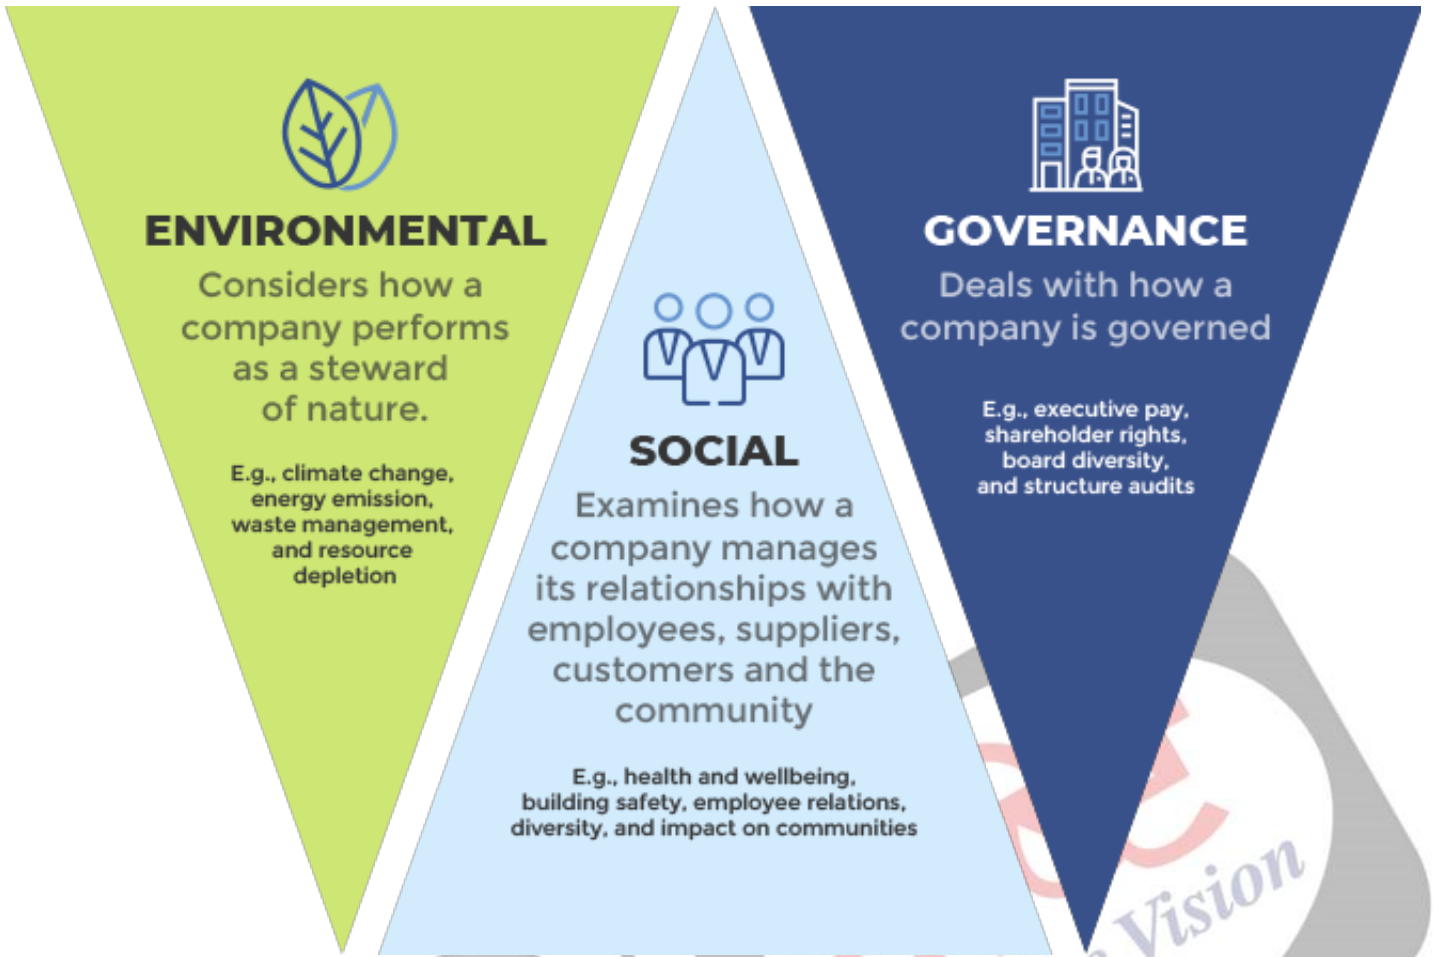 ENVIRONMENTAL
Considers how a
company performs
as a steward
of nature.
E.g., climate change,
energy emission,
waste management,
and resource
depletion
SOCIAL
Examines how a
company manages
its relationships with
employees, suppliers,
customers and the
community
E.g., health and wellbeing,
building safety, employee relations,
diversity, and impact on communities
GOVERNANCE
Deals with how a
company is governed
E.g., executive pay,
shareholder rights,
board diversity,
and structure audits
Vision